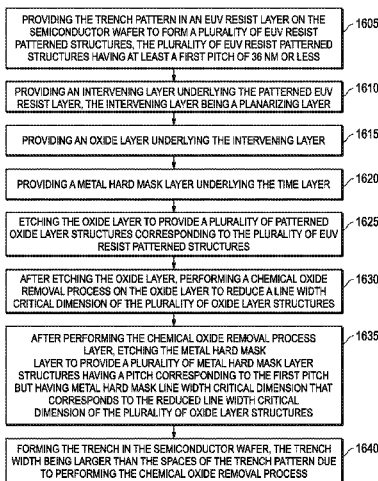 PROVIDING THE TRENCH PATTERN IN AN EUV RESIST LAYER ON THE
SEMICONDUCTOR WAFER TO FORM A PLURALITY OF EUV RESIST
PATTERNED STRUCTURES, THE PLURALITY OF EUV RESIST PATTERNED
STRUCTURES HAVING AT LEAST A FIRST PITCH OF 36 NM OR LESS
1605
PROVIDING AN INTERVENING LAYER UNDERLYING THE PATTERNED EUV
RESIST LAYER, THE INTERVENING LAYER BEING A PLANARIZING LAYER
1610
PROVIDING AN OXIDE LAYER UNDERLYING THE INTERVENING LAYER
1615
PROVIDING A METAL HARD MASK LAYER UNDERLYING THE TIME LAYER
1620
ETCHING THE OXIDE LAYER TO PROVIDE A PLURALITY OF PATTERNED
OXIDE LAYER STRUCTURES CORRESPONDING TO THE PLURALITY OF EUV
RESIST PATTERNED STRUCTURES
1625
AFTER ETCHING THE OXIDE LAYER, PERFORMING A CHEMICAL OXIDE
REMOVAL PROCESS ON THE OXIDE LAYER TO REDUCE A LINE WIDTH
CRITICAL DIMENSION OF THE PLURALITY OF OXIDE LAYER STRUCTURES
1630
AFTER PERFORMING THE CHEMICAL OXIDE REMOVAL PROCESS
LAYER, ETCHING THE METAL HARD MASK
LAYER TO PROVIDE A PLURALITY OF METAL HARD MASK LAYER
STRUCTURES HAVING A PITCH CORRESPONDING TO THE FIRST PITCH
BUT HAVING METAL HARD MASK LINE WIDTH CRITICAL DIMENSION THAT
CORRESPONDS TO THE REDUCED LINE WIDTH CRITICAL
DIMENSION OF THE PLURALITY OF OXIDE LAYER STRUCTURES
1635
FORMING THE TRENCH IN THE SEMICONDUCTOR WAFER, THE TRENCH
WIDTH BEING LARGER THAN THE SPACES OF THE TRENCH PATTERN DUE
TO PERFORMING THE CHEMICAL OXIDE REMOVAL PROCESS
1640